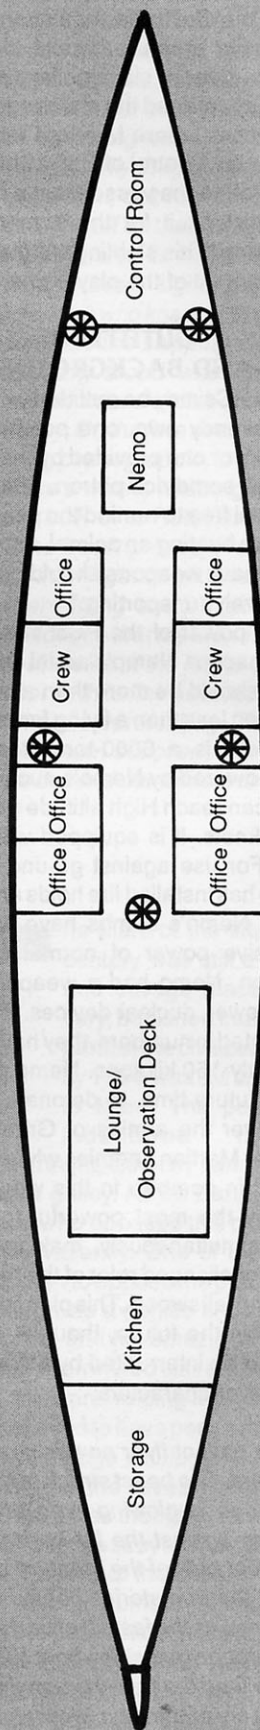 Control Room
Nemo
Office
Office
Crew
Crew
Office
Office
Office
Office
Lounge/
Observation Deck
Kitchen
Storage